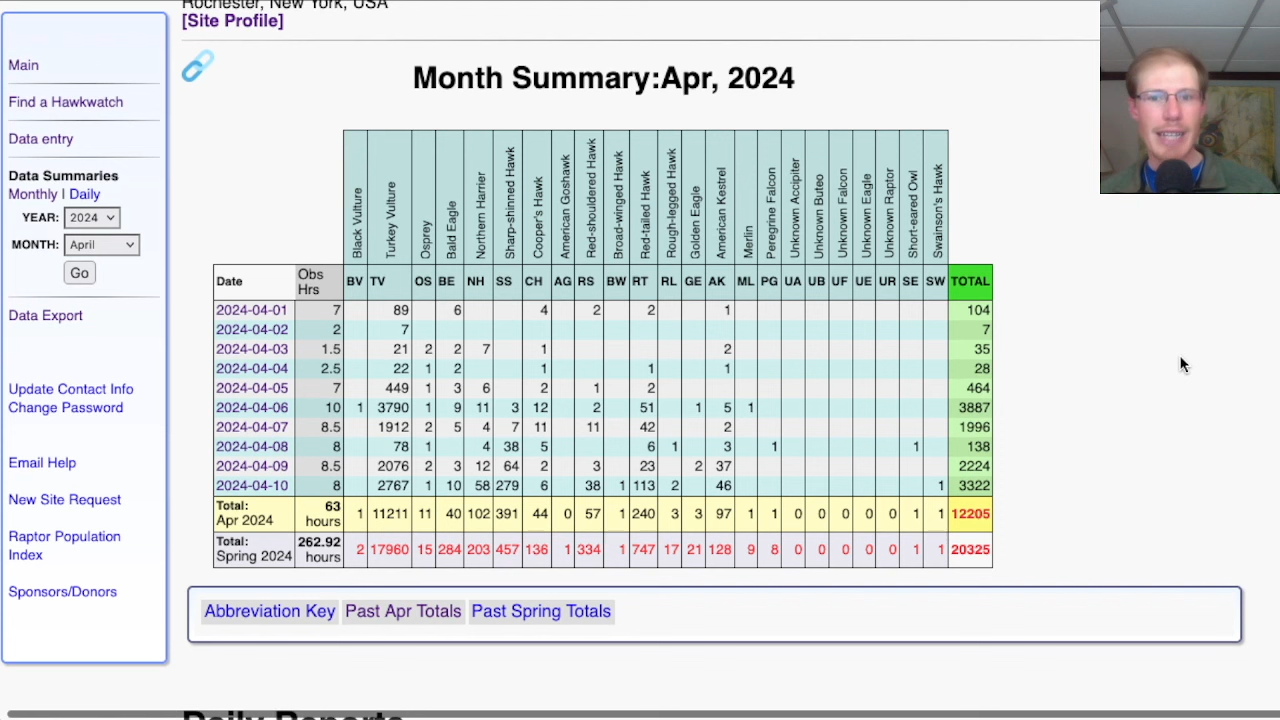 Rochester, New York, USA
[Site Profile]
Main
Find a Hawkwatch
Data entry
Data Summaries
Monthly | Daily
YEAR: 2024
MONTH: April
Go
Data Export
Update Contact Info
Change Password
Email Help
New Site Request
Raptor Population
Index
Sponsors/Donors
Month Summary:Apr, 2024
Black Vulture Turkey Vulture Osprey Bald Eagle Northern Harrier Sharp-shinned Hawk Cooper's Hawk American Goshawk Red-shouldered Hawk Broad-winged Hawk Red-tailed Hawk Rough-legged Hawk Golden Eagle American Kestrel Merlin Peregrine Falcon Unknown Accipiter Unknown Buteo Unknown Falcon Unknown Eagle Unknown Raptor Short-eared Owl Swainson's Hawk
Date Obs Hrs BV TV OS BE NH SS CH AG RS BW RT RL GE AK ML PG UA UB UF UE UR SE SW TOTAL
2024-04-01 7 89 6 4 2 2 1 104
2024-04-02 2 7 7
2024-04-03 1.5 21 2 2 7 1 2 35
2024-04-04 2.5 22 1 2 1 1 1 28
2024-04-05 7 449 1 3 6 2 1 2 464
2024-04-06 10 1 3790 1 9 11 3 12 2 51 1 5 1 3887
2024-04-07 8.5 1912 2 5 4 7 11 11 42 2 1996
2024-04-08 8 78 1 4 38 5 6 1 3 1 1 138
2024-04-09 8.5 2076 2 3 12 64 2 3 23 2 37 2224
2024-04-10 8 2767 1 10 58 279 6 38 1 113 2 46 1 3322
Total: Apr 2024 63 hours 1 11211 11 40 102 391 44 0 57 1 240 3 3 97 1 1 0 0 0 0 0 1 1 12205
Total: Spring 2024 262.92 hours 2 17960 15 284 203 457 136 1 334 1 747 17 21 128 9 8 0 0 0 0 0 1 1 20325
Abbreviation Key Past Apr Totals Past Spring Totals
Daily Reports